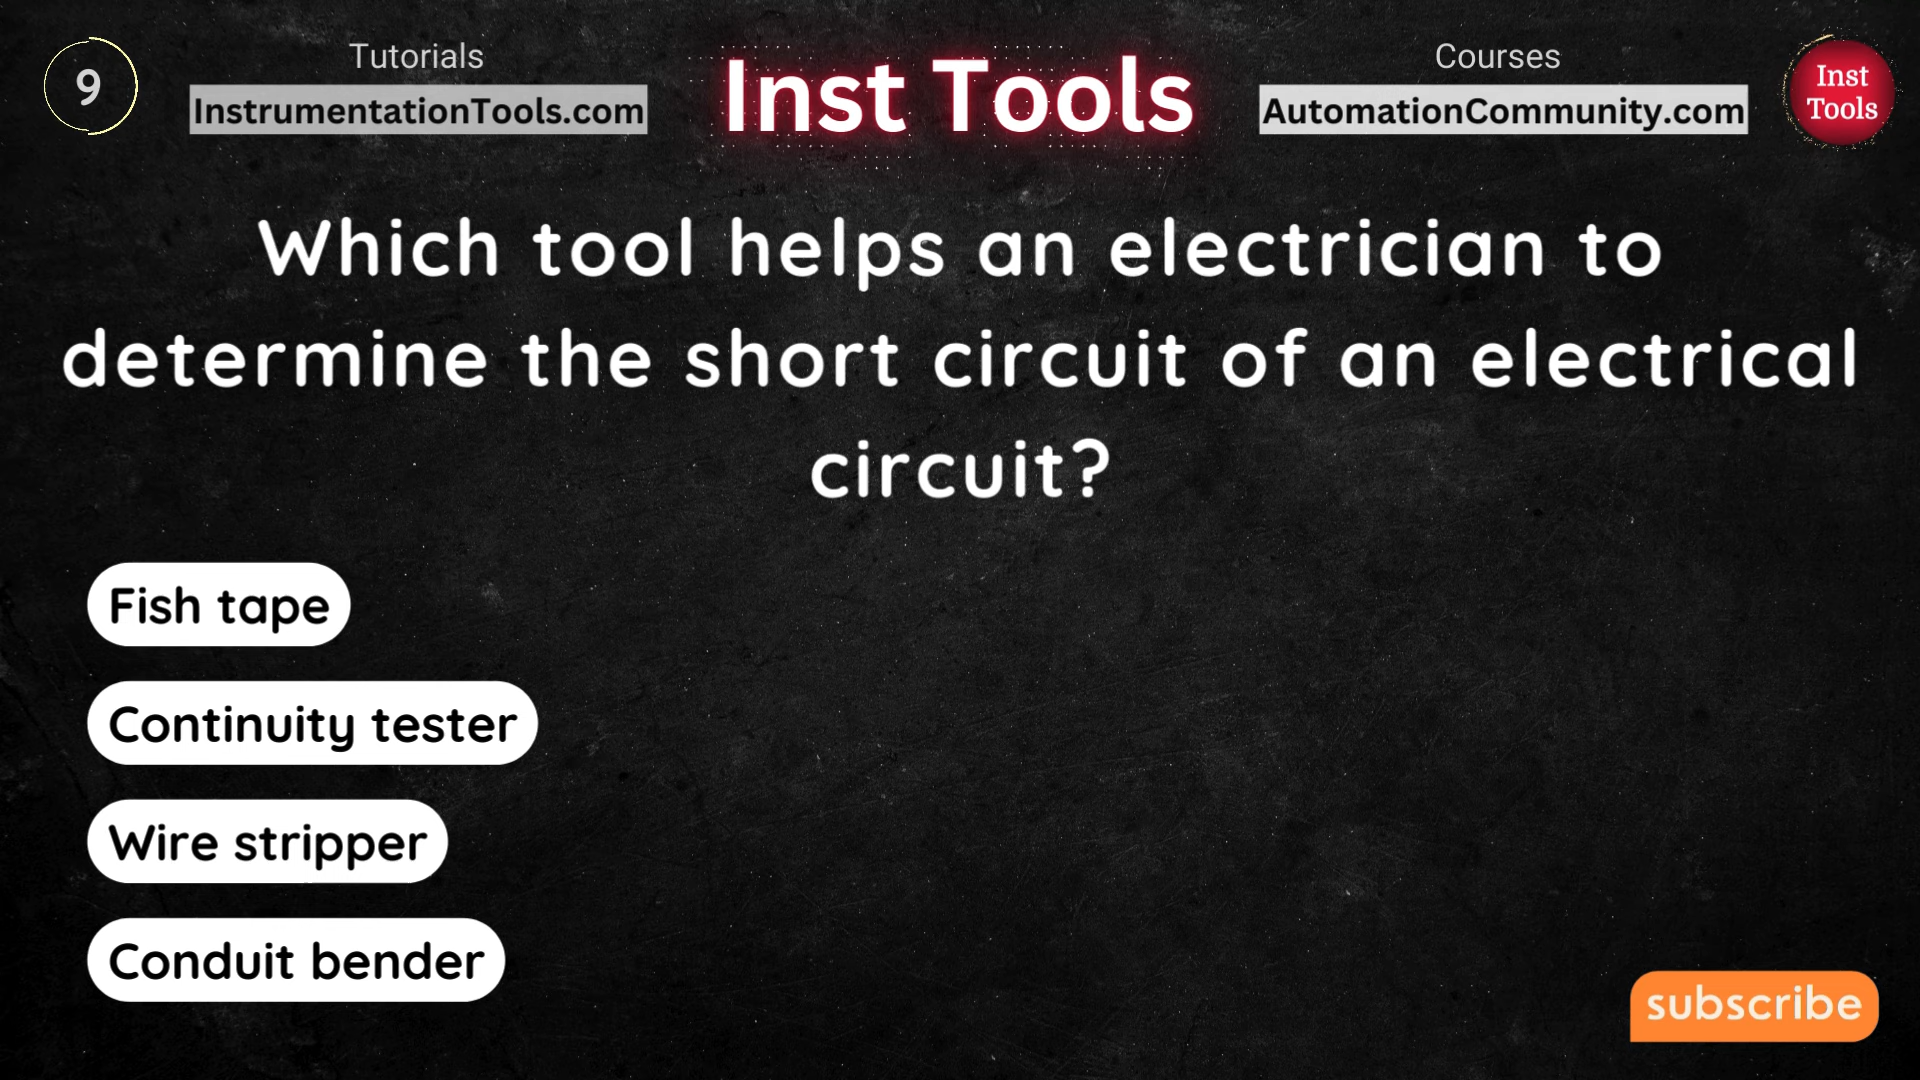 9
Tutorials
InstrumentationTools.com
Inst Tools
Courses
AutomationCommunity.com
Inst
Tools
Which tool helps an electrician to
determine the short circuit of an electrical
circuit?
Fish tape
Continuity tester
Wire stripper
Conduit bender
subscribe